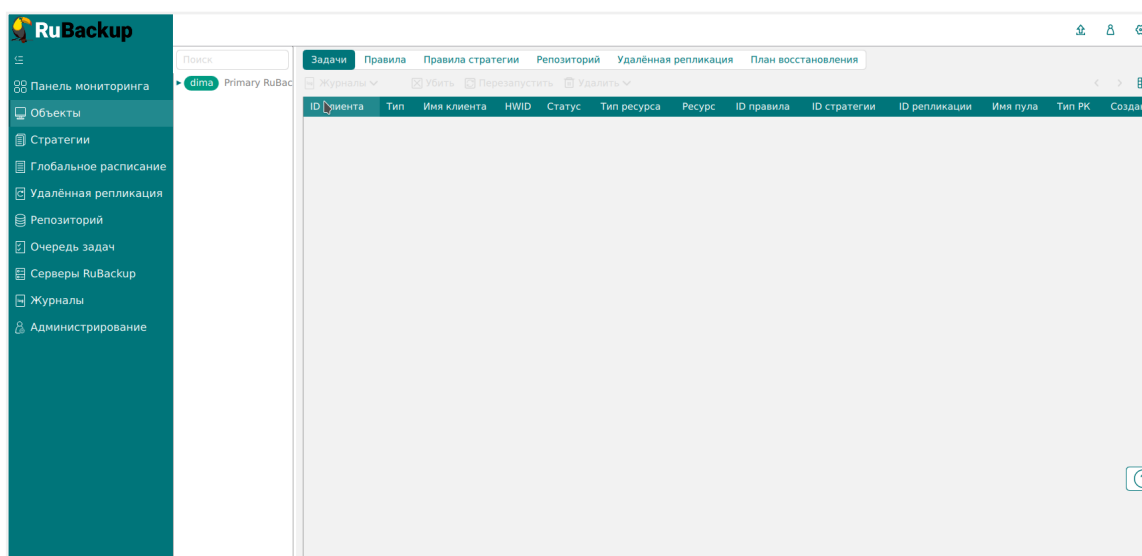 RuBackup
Поиск
Задачи Правила Правила стратегии Репозиторий Удалённая репликация План восстановления
Панель мониторинга
dima Primary RuBac
Журналы Убить Перезапустить Удалить
ID клиента Тип Имя клиента HWID Статус Тип ресурса Ресурс ID правила ID стратегии ID репликации Имя пула Тип РК Создан
Объекты
Стратегии
Глобальное расписание
Удалённая репликация
Репозиторий
Очередь задач
Серверы RuBackup
Журналы
Администрирование